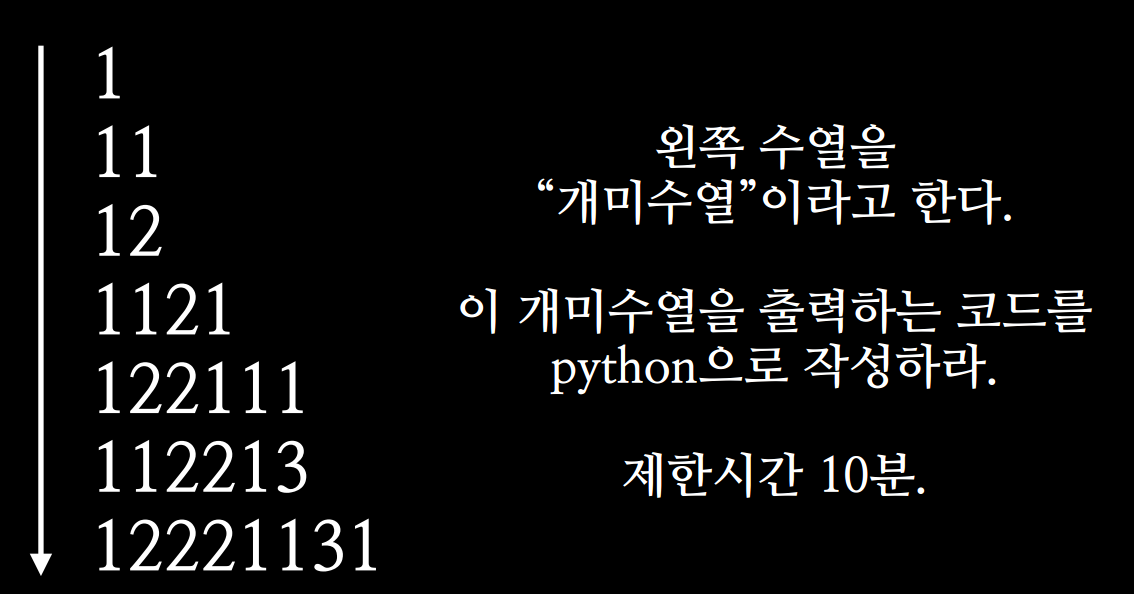 1
11
12
1121
122111
112213
12221131
왼쪽 수열을
“개미수열”이라고 한다.
이 개미수열을 출력하는 코드를
python으로 작성하라.
제한시간 10분.